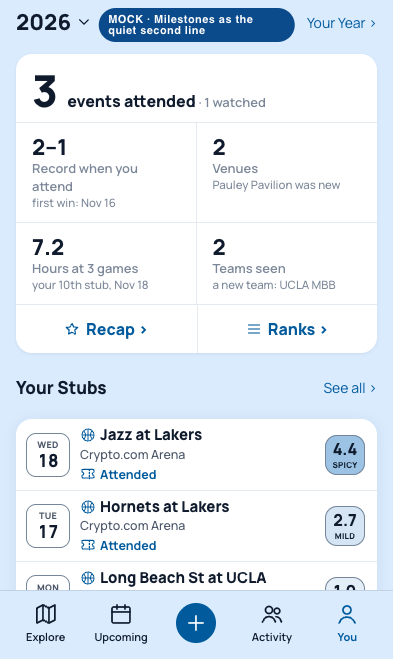 2026
MOCK · Milestones as the
quiet second line
Your Year ›
3 events attended · 1 watched
2–1
Record when you
attend
first win: Nov 16
2
Venues
Pauley Pavilion was new
7.2
Hours at 3 games
your 10th stub, Nov 18
2
Teams seen
a new team: UCLA MBB
Recap ›
Ranks ›
Your Stubs
See all ›
WED
18
Jazz at Lakers
Crypto.com Arena
Attended
4.4
SPICY
TUE
17
Hornets at Lakers
Crypto.com Arena
Attended
2.7
MILD
MON
Long Beach St at UCLA
Explore
Upcoming
Activity
You